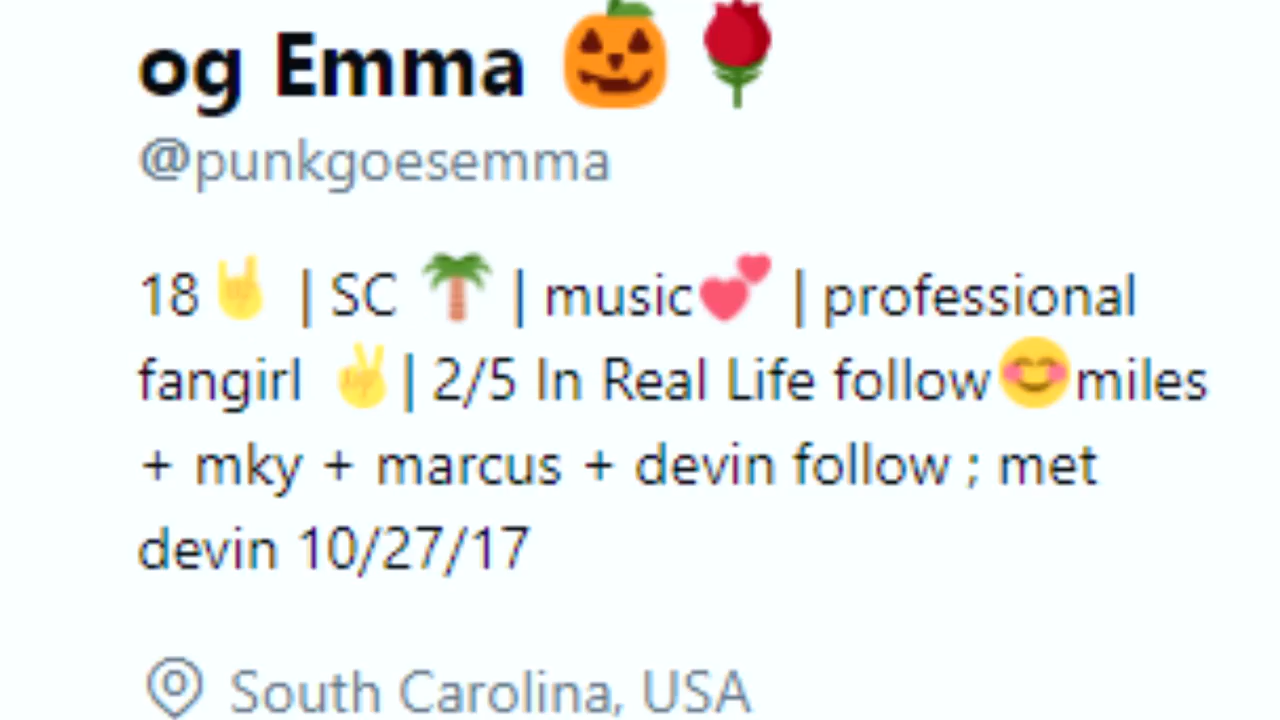 og Emma 🎃 🌹
@punkgoesemma
18🤘 | SC 🌴 | music💕 | professional
fangirl ✌️| 2/5 In Real Life follow😊miles
+ mky + marcus + devin follow ; met
devin 10/27/17
South Carolina, USA